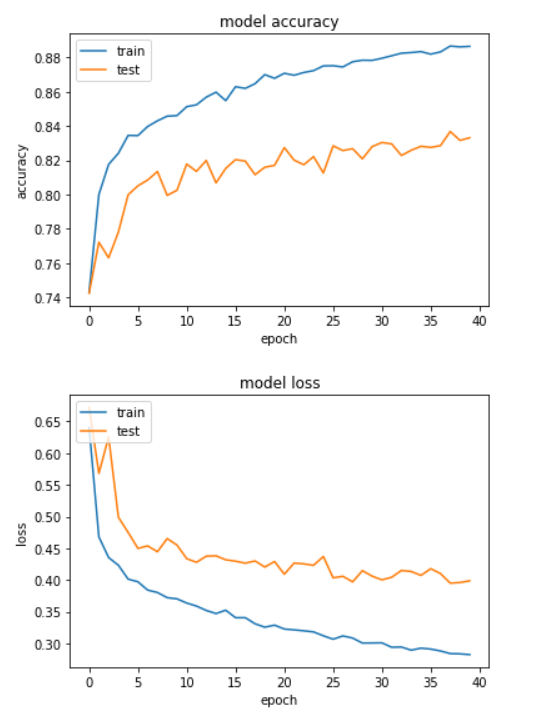 model accuracy
train
test
0.88
0.86
0.84
0.82
0.80
0.78
0.76
0.74
accuracy
0 5 10 15 20 25 30 35 40
epoch
model loss
train
test
0.65
0.60
0.55
0.50
0.45
0.40
0.35
0.30
loss
0 5 10 15 20 25 30 35 40
epoch